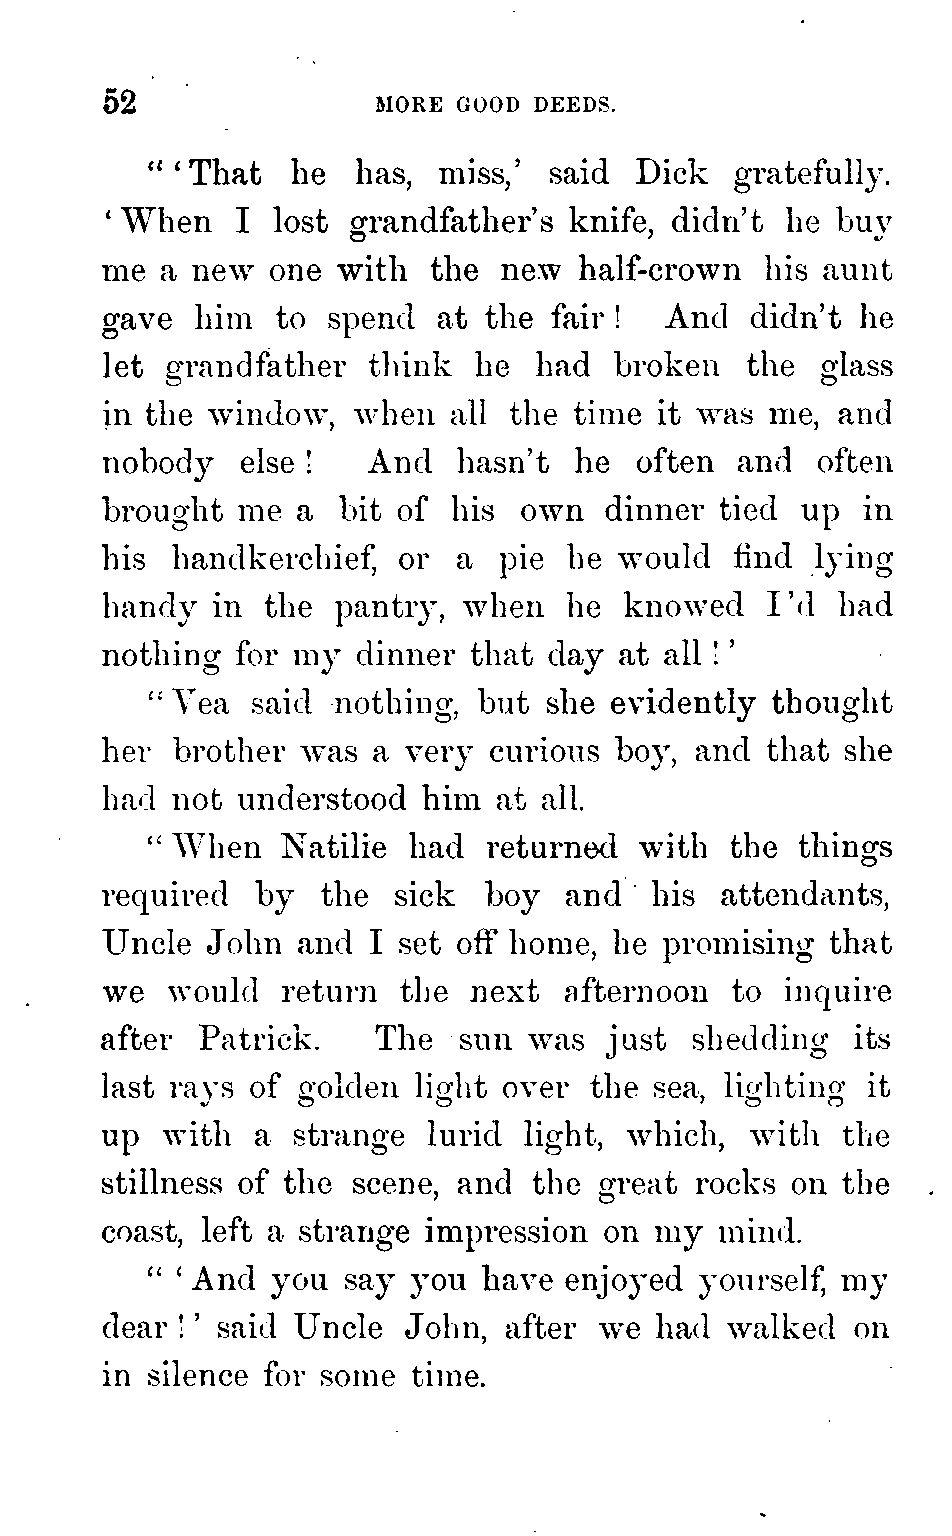 52 MORE GOOD DEEDS.
" 'That he has, miss,' said Dick gratefully.
'When I lost grandfather's knife, didn't he buy
me a new one with the new half-crown his aunt
gave him to spend at the fair! And didn't he
let grandfather think he had broken the glass
in the window, when all the time it was me, and
nobody else! And hasn't he often and often
brought me a bit of his own dinner tied up in
his handkerchief, or a pie he would find lying
handy in the pantry, when he knowed I'd had
nothing for my dinner that day at all!'
"Vea said nothing, but she evidently thought
her brother was a very curious boy, and that she
had not understood him at all.
"When Natilie had returned with the things
required by the sick boy and his attendants,
Uncle John and I set off home, he promising that
we would return the next afternoon to inquire
after Patrick. The sun was just shedding its
last rays of golden light over the sea, lighting it
up with a strange lurid light, which, with the
stillness of the scene, and the great rocks on the
coast, left a strange impression on my mind.
" 'And you say you have enjoyed yourself, my
dear!' said Uncle John, after we had walked on
in silence for some time.